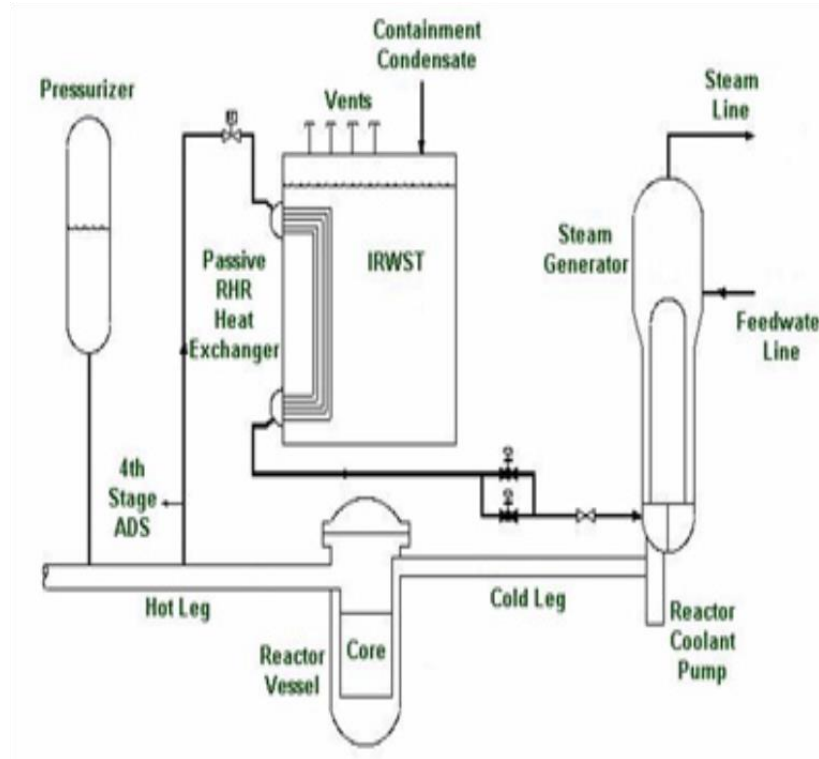 Containment
Condensate
Pressurizer
Vents
Steam
Line
Passive
RHR
Heat
Exchanger
IRWST
Steam
Generator
Feedwate
Line
4th
Stage
ADS
Hot Leg
Cold Leg
Reactor
Vessel
Core
Reactor
Coolant
Pump